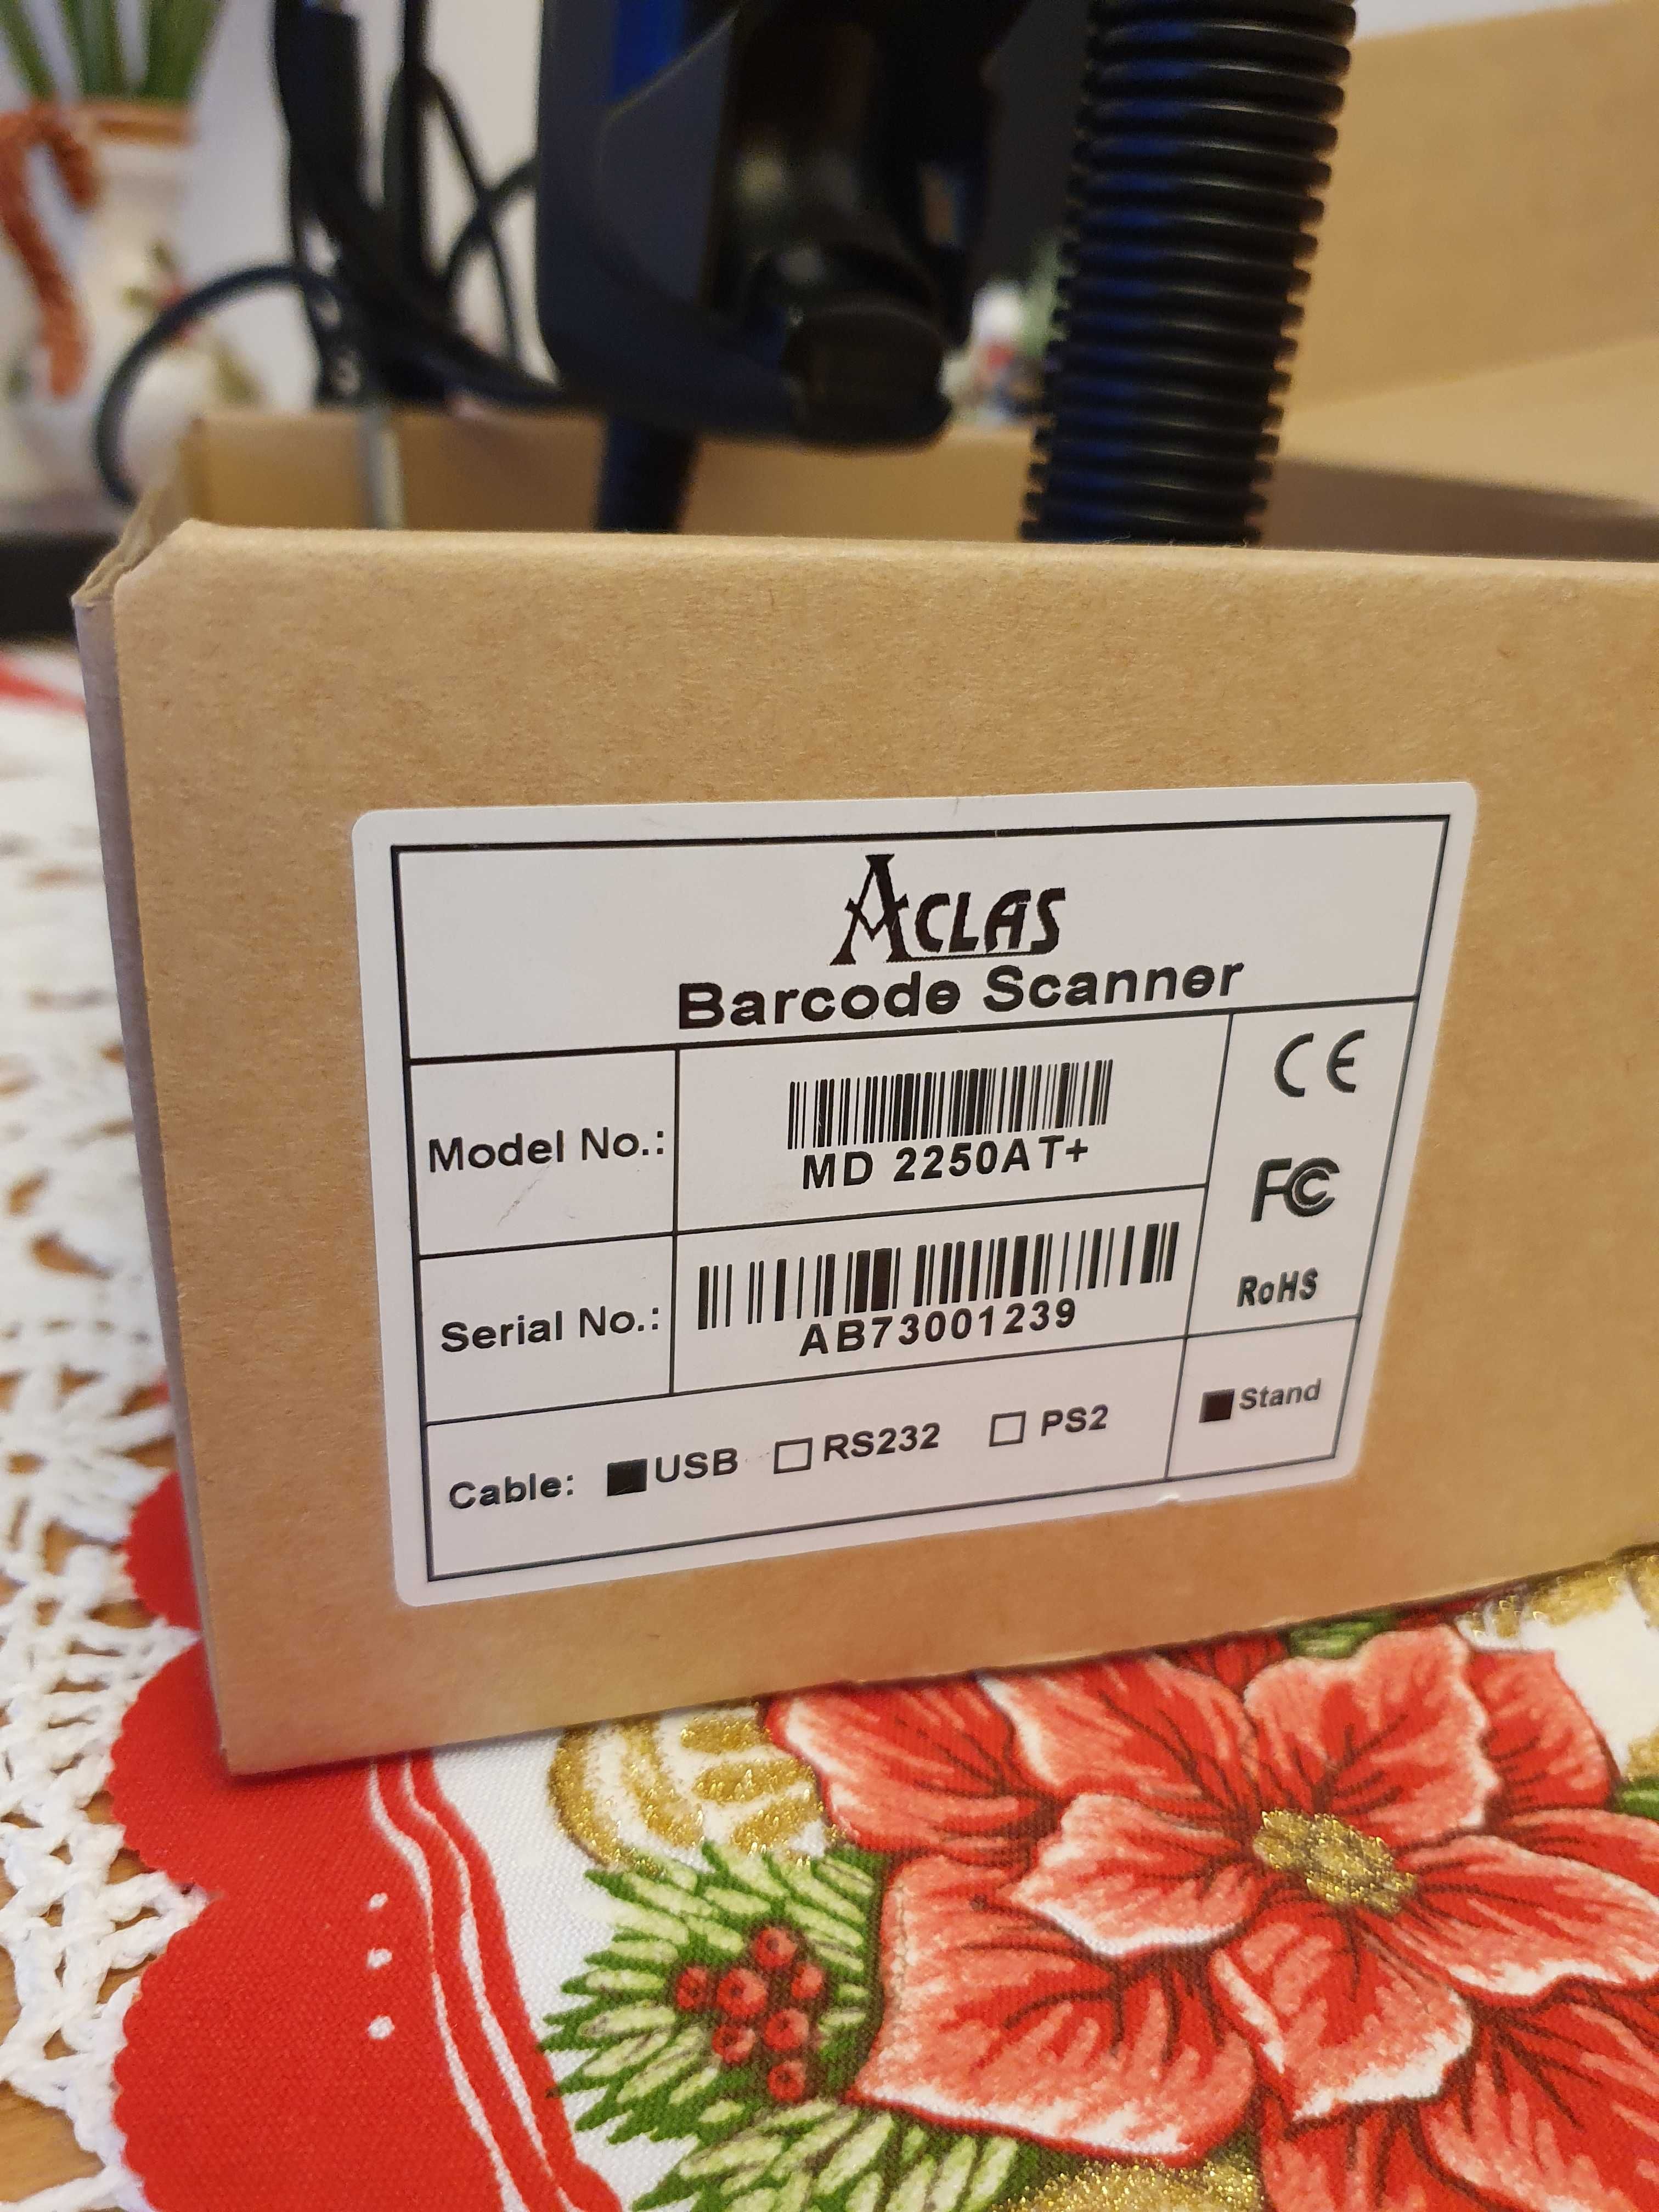 ACLAS
Barcode Scanner
Model No.:
MD 2250AT+
Serial No.:
AB73001239
CE
FC
RoHS
Cable: ■USB □RS232 □ PS2
■Stand